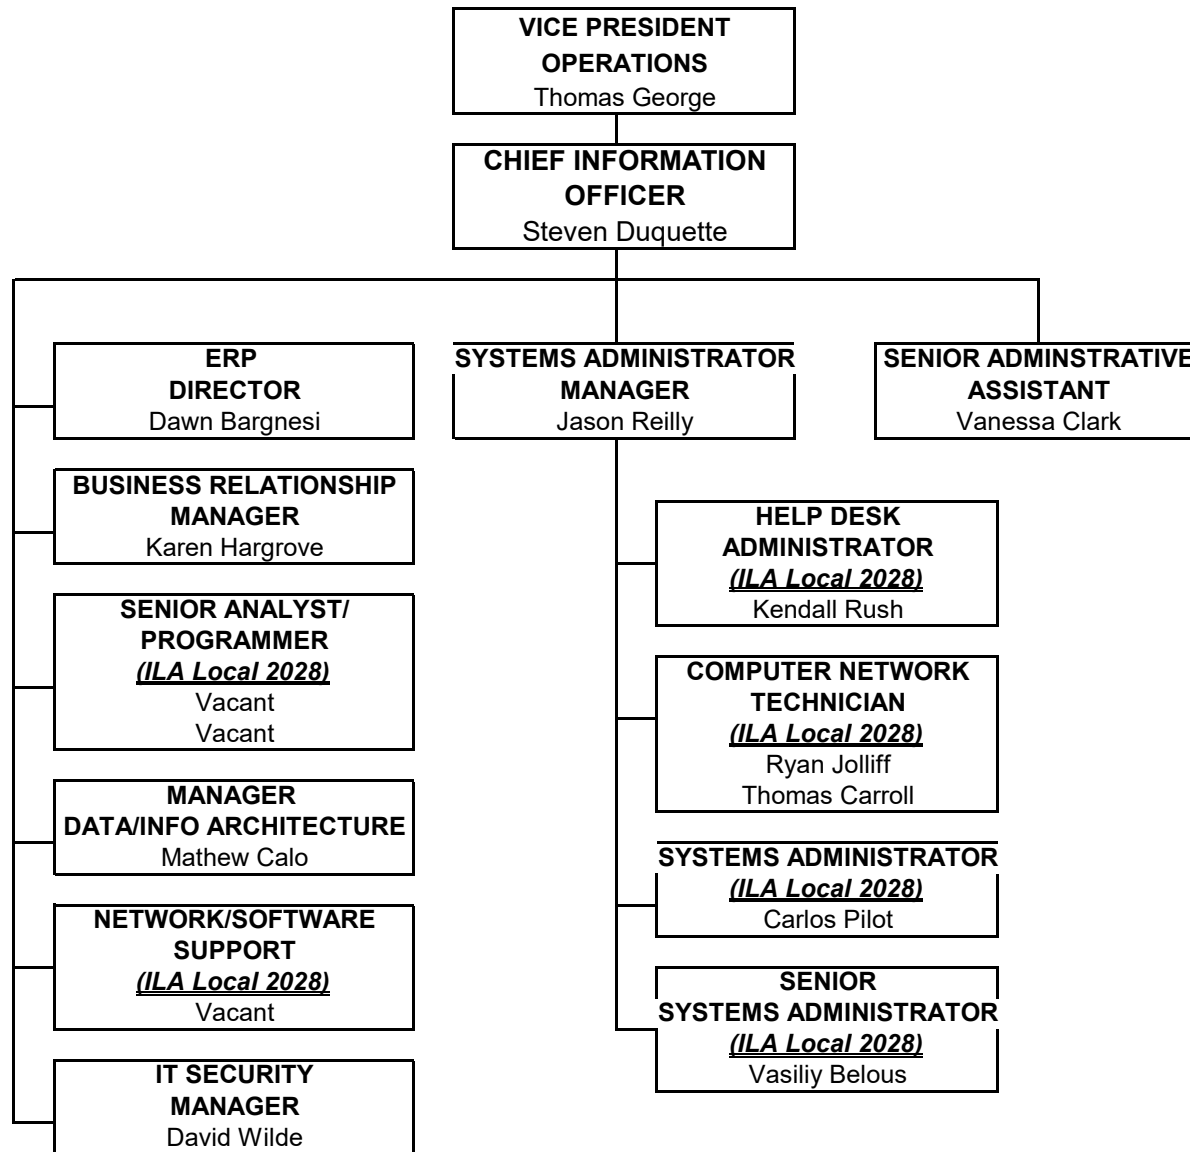 VICE PRESIDENT
OPERATIONS
Thomas George
CHIEF INFORMATION
OFFICER
Steven Duquette
ERP
DIRECTOR
Dawn Bargnesi
BUSINESS RELATIONSHIP
MANAGER
Karen Hargrove
SENIOR ANALYST/
PROGRAMMER
(ILA Local 2028)
Vacant
Vacant
MANAGER
DATA/INFO ARCHITECTURE
Mathew Calo
NETWORK/SOFTWARE
SUPPORT
(ILA Local 2028)
Vacant
IT SECURITY
MANAGER
David Wilde
SYSTEMS ADMINISTRATOR
MANAGER
Jason Reilly
HELP DESK
ADMINISTRATOR
(ILA Local 2028)
Kendall Rush
COMPUTER NETWORK
TECHNICIAN
(ILA Local 2028)
Ryan Jolliff
Thomas Carroll
SYSTEMS ADMINISTRATOR
(ILA Local 2028)
Carlos Pilot
SENIOR
SYSTEMS ADMINISTRATOR
(ILA Local 2028)
Vasiliy Belous
SENIOR ADMINSTRATIVE
ASSISTANT
Vanessa Clark